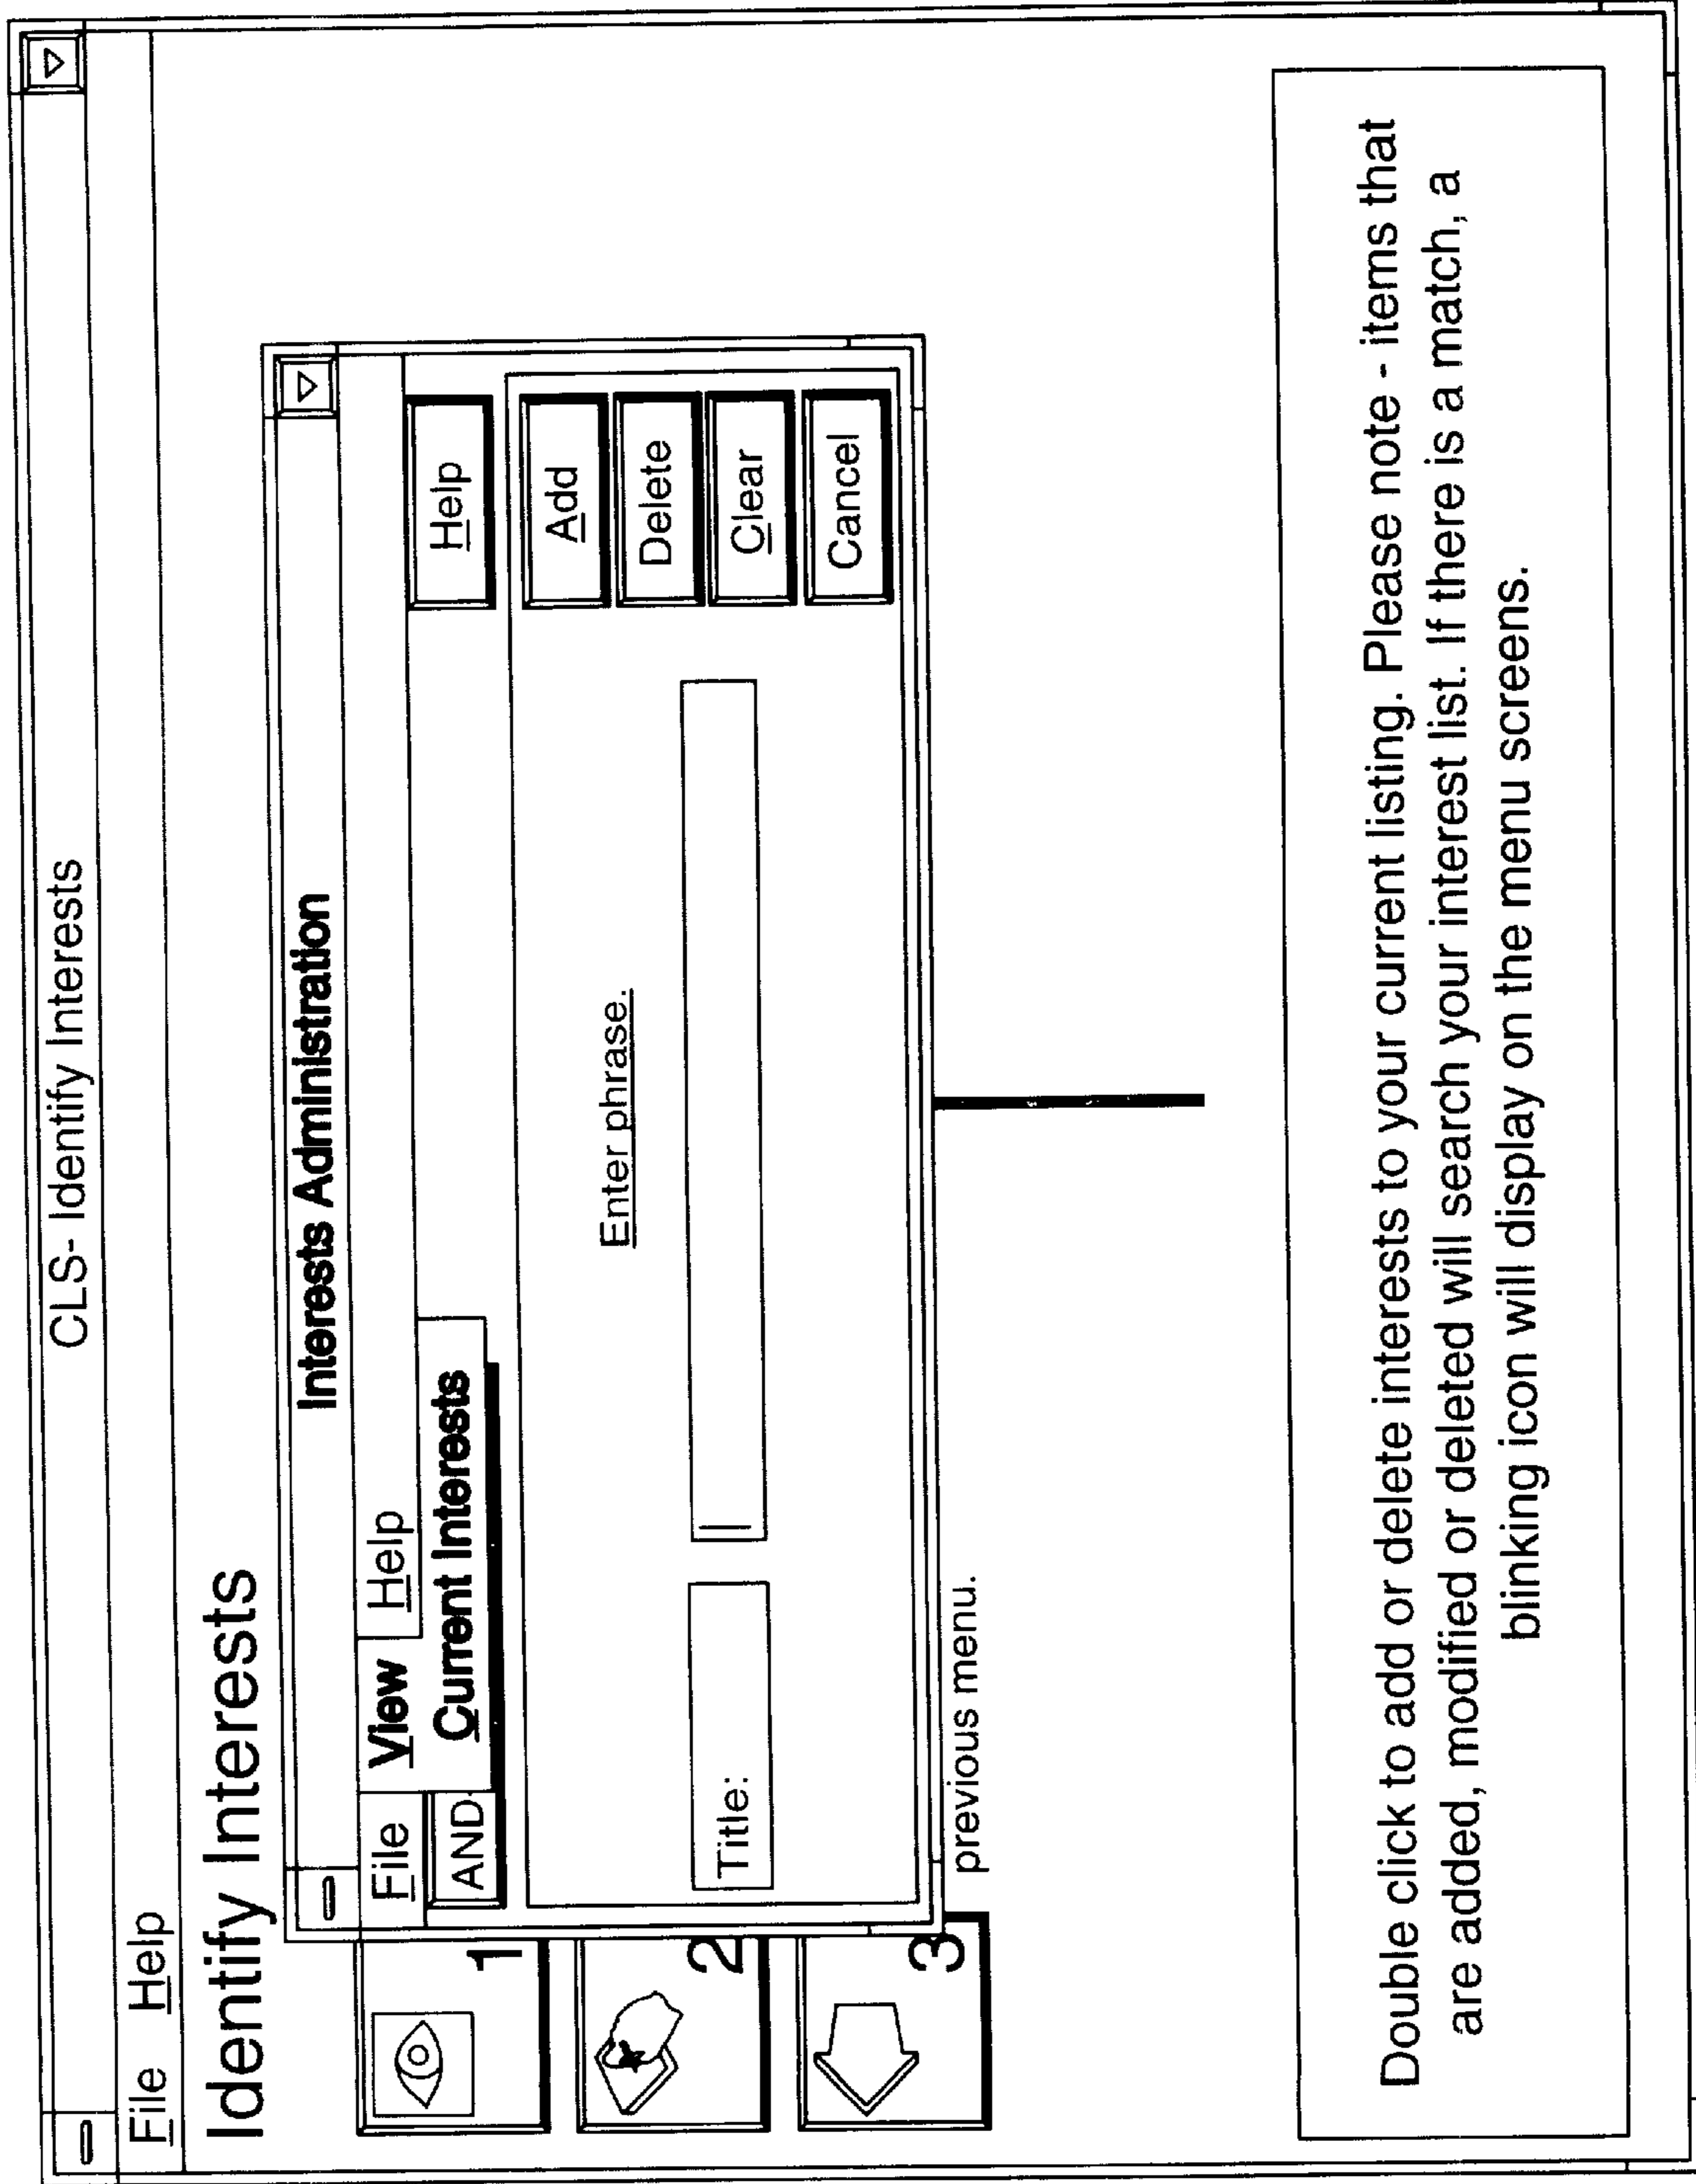 CLS- Identify Interests
File Help
Identify Interests
Interests Administration
File View Help
AND
Current Interests
Help
Enter phrase.
Title:
Add
Delete
Clear
Cancel
1
2
3
previous menu.
Double click to add or delete interests to your current listing. Please note - items that
are added, modified or deleted will search your interest list. If there is a match, a
blinking icon will display on the menu screens.